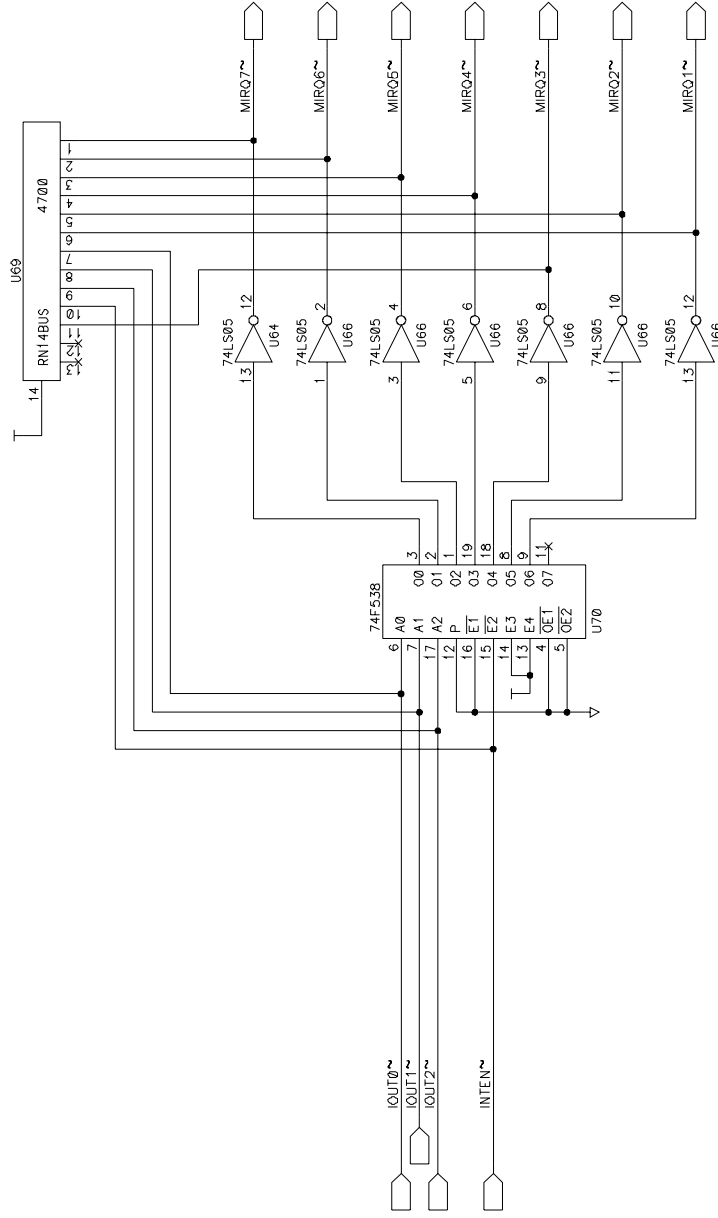 MIRQ7~
MIRQ6~
MIRQ5~
MIRQ4~
MIRQ3~
MIRQ2~
MIRQ1~
U69
4700
RN14BUS
1
2
3
4
5
6
7
8
9
10
11
12
13
14
74LS05
13
12
U64
74LS05
1
2
U66
74LS05
3
4
U66
74LS05
5
6
U66
74LS05
9
8
U66
74LS05
11
10
U66
74LS05
13
12
U66
74F538
6
A0
O0
3
7
A1
O1
2
17
A2
O2
1
12
P
O3
19
16
E1
O4
18
15
E2
O5
8
14
E3
O6
9
13
E4
O7
11
4
OE1
5
OE2
U70
IOUT0~
IOUT1~
IOUT2~
INTEN~